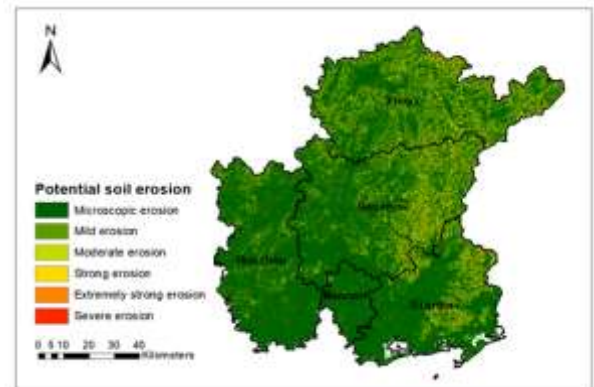 N
Potential soil erosion
Microscopic erosion
Mild erosion
Moderate erosion
Strong erosion
Extremely strong erosion
Severe erosion
0 5 10 20 30 40
Kilometers